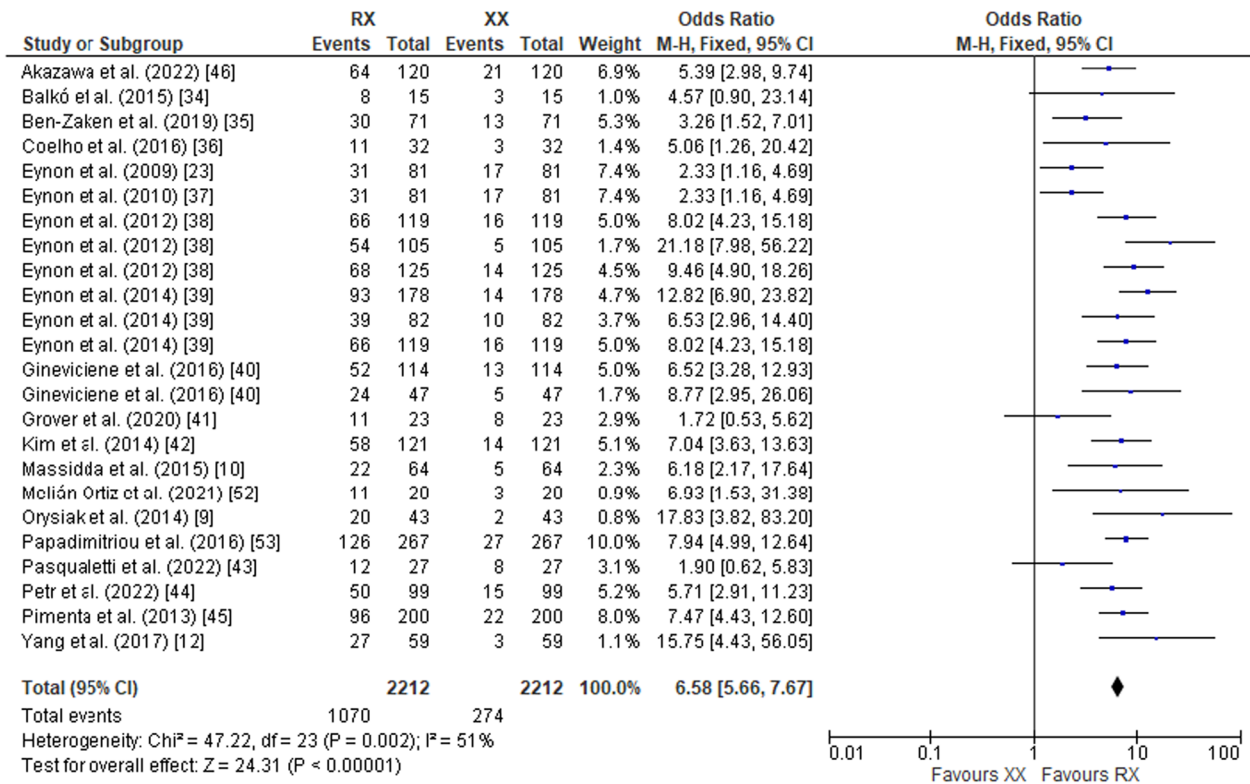 RX XX Odds Ratio Odds Ratio
Study or Subgroup Events Total Events Total Weight M-H, Fixed, 95% CI M-H, Fixed, 95% CI
Akazawa et al. (2022) [46] 64 120 21 120 6.9% 5.39 [2.98, 9.74]
Balkó et al. (2015) [34] 8 15 3 15 1.0% 4.57 [0.90, 23.14]
Ben-Zaken et al. (2019) [35] 30 71 13 71 5.3% 3.26 [1.52, 7.01]
Coelho et al. (2016) [36] 11 32 3 32 1.4% 5.06 [1.26, 20.42]
Eynon et al. (2009) [23] 31 81 17 81 7.4% 2.33 [1.16, 4.69]
Eynon et al. (2010) [37] 31 81 17 81 7.4% 2.33 [1.16, 4.69]
Eynon et al. (2012) [38] 66 119 16 119 5.0% 8.02 [4.23, 15.18]
Eynon et al. (2012) [38] 54 105 5 105 1.7% 21.18 [7.98, 56.22]
Eynon et al. (2012) [38] 68 125 14 125 4.5% 9.46 [4.90, 18.26]
Eynon et al. (2014) [39] 93 178 14 178 4.7% 12.82 [6.90, 23.82]
Eynon et al. (2014) [39] 39 82 10 82 3.7% 6.53 [2.96, 14.40]
Eynon et al. (2014) [39] 66 119 16 119 5.0% 8.02 [4.23, 15.18]
Gineviciene et al. (2016) [40] 52 114 13 114 5.0% 6.52 [3.28, 12.93]
Gineviciene et al. (2016) [40] 24 47 5 47 1.7% 8.77 [2.95, 26.06]
Grover et al. (2020) [41] 11 23 8 23 2.9% 1.72 [0.53, 5.62]
Kim et al. (2014) [42] 58 121 14 121 5.1% 7.04 [3.63, 13.63]
Massidda et al. (2015) [10] 22 64 5 64 2.3% 6.18 [2.17, 17.64]
Melián Ortiz et al. (2021) [52] 11 20 3 20 0.9% 6.93 [1.53, 31.38]
Orysiak et al. (2014) [9] 20 43 2 43 0.8% 17.83 [3.82, 83.20]
Papadimitriou et al. (2016) [53] 126 267 27 267 10.0% 7.94 [4.99, 12.64]
Pasqualetti et al. (2022) [43] 12 27 8 27 3.1% 1.90 [0.62, 5.83]
Petr et al. (2022) [44] 50 99 15 99 5.2% 5.71 [2.91, 11.23]
Pimenta et al. (2013) [45] 96 200 22 200 8.0% 7.47 [4.43, 12.60]
Yang et al. (2017) [12] 27 59 3 59 1.1% 15.75 [4.43, 56.05]
Total (95% CI) 2212 2212 100.0% 6.58 [5.66, 7.67]
Total events 1070 274
Heterogeneity: Chi² = 47.22, df = 23 (P = 0.002); I² = 51%
Test for overall effect: Z = 24.31 (P < 0.00001)
0.01 0.1 1 10 100
Favours XX Favours RX